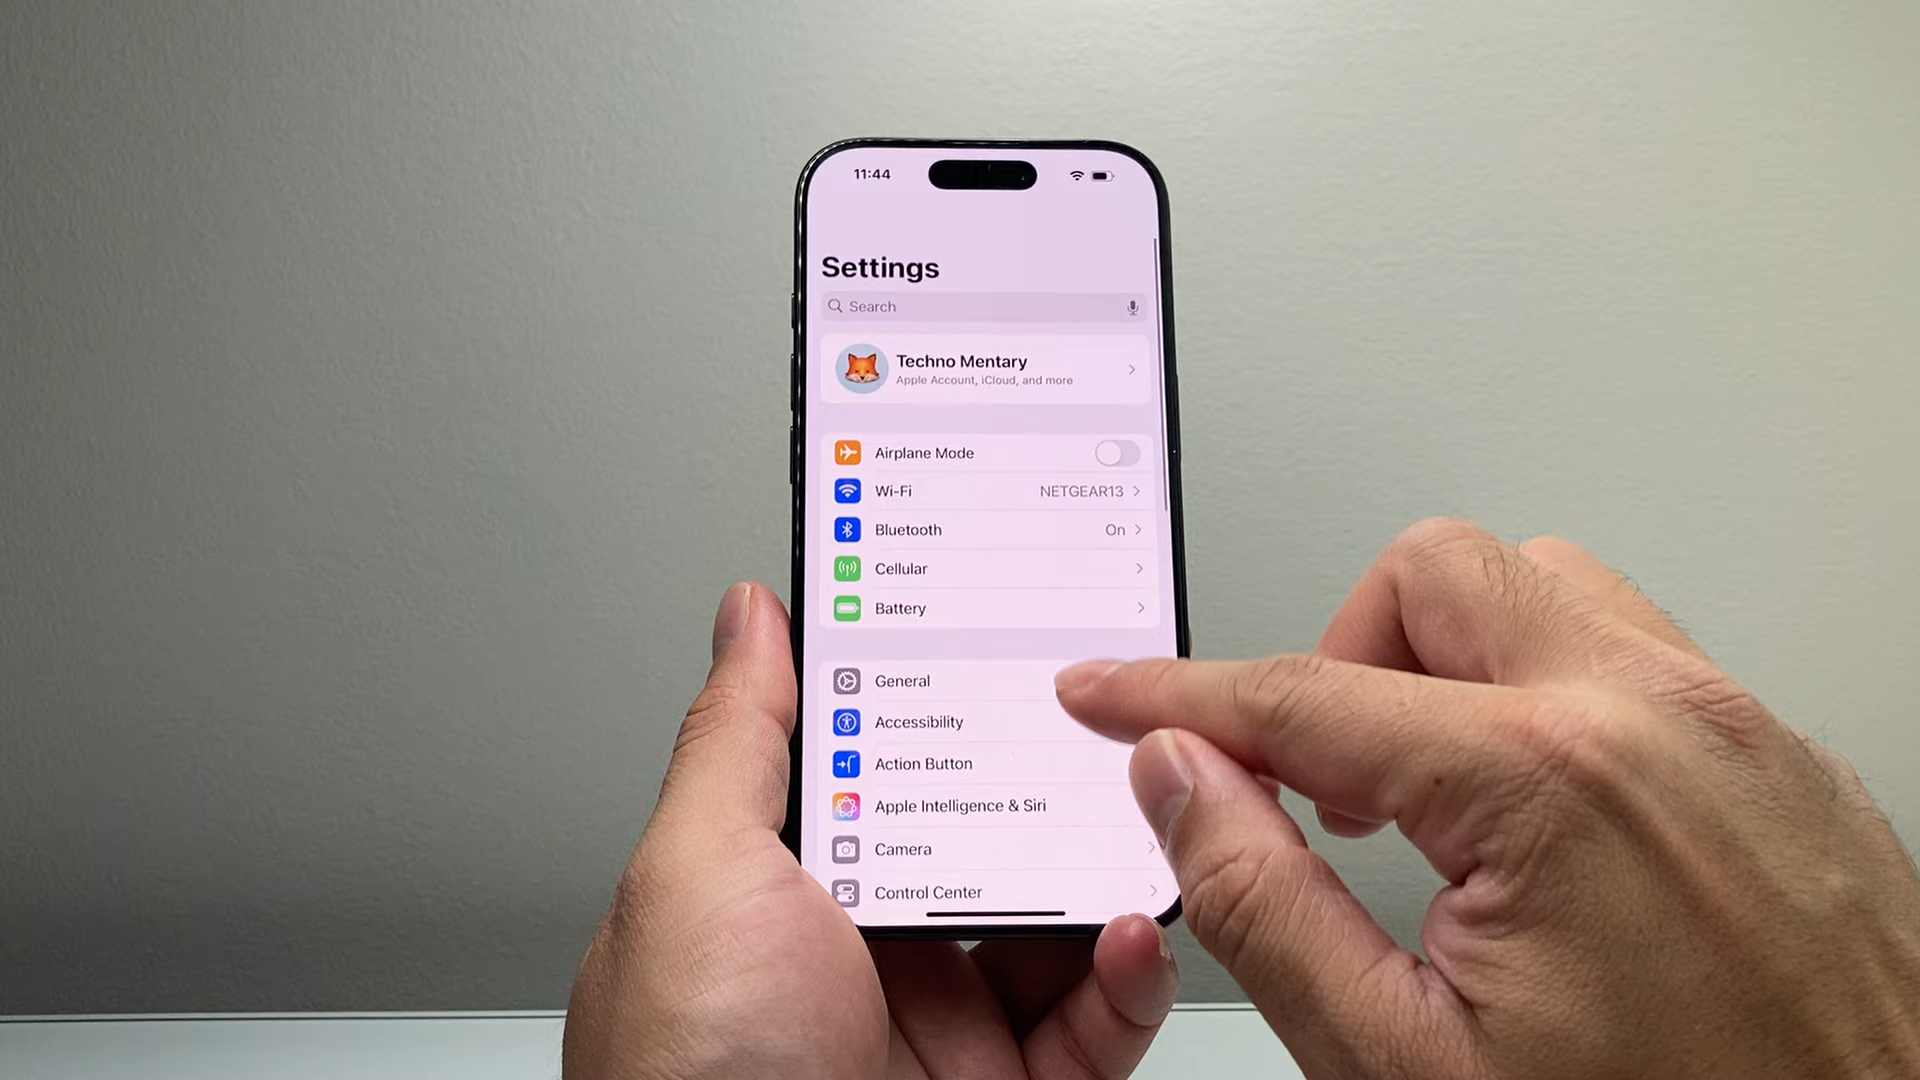 11:44
Settings
Search
Techno Mentary
Apple Account, iCloud, and more
Airplane Mode
Wi-Fi NETGEAR13
Bluetooth On
Cellular
Battery
General
Accessibility
Action Button
Apple Intelligence & Siri
Camera
Control Center